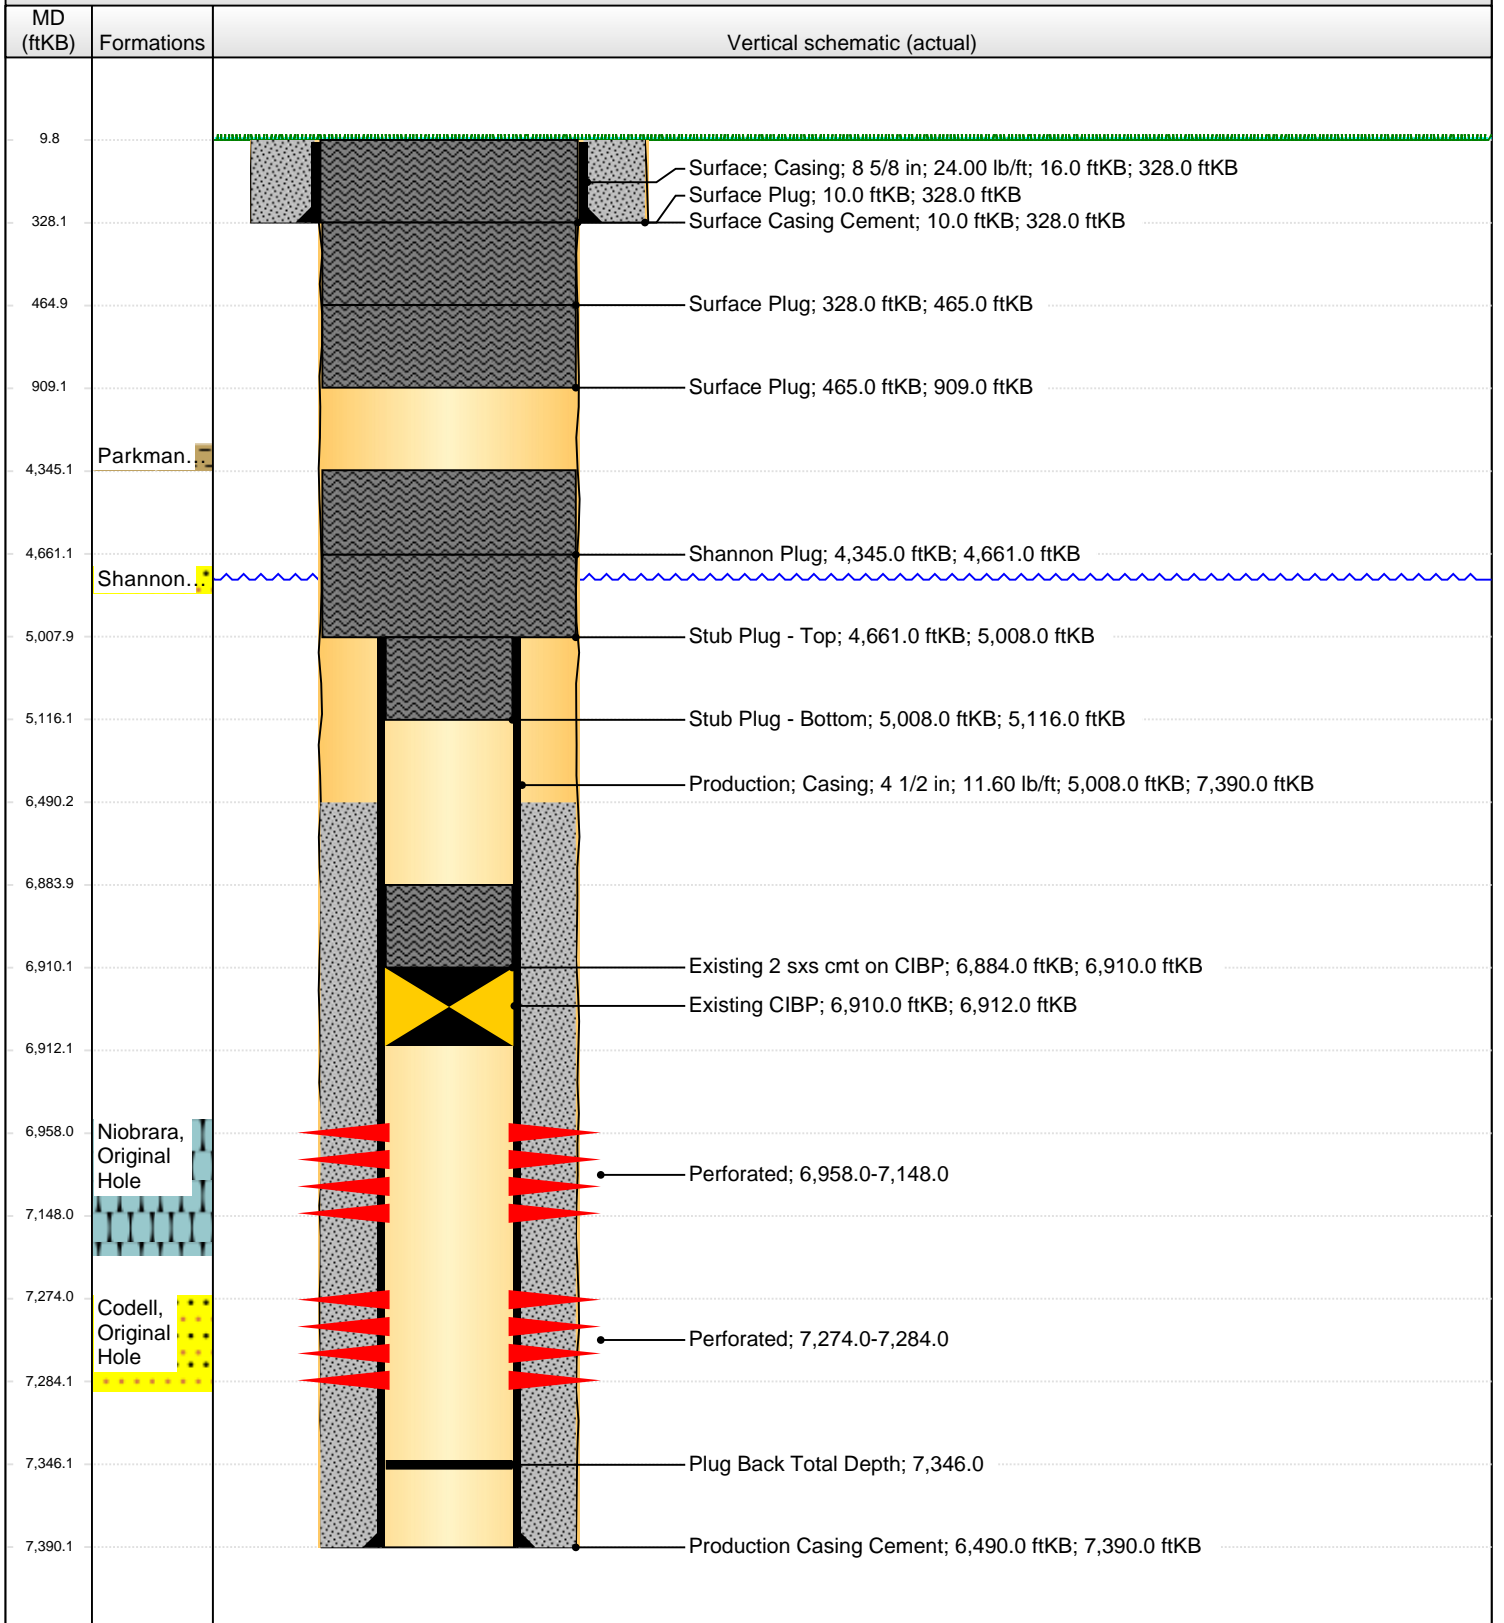 MD
(ftKB)
Formations
Vertical schematic (actual)
9.8
Surface; Casing; 8 5/8 in; 24.00 lb/ft; 16.0 ftKB; 328.0 ftKB
Surface Plug; 10.0 ftKB; 328.0 ftKB
328.1
Surface Casing Cement; 10.0 ftKB; 328.0 ftKB
464.9
Surface Plug; 328.0 ftKB; 465.0 ftKB
909.1
Surface Plug; 465.0 ftKB; 909.0 ftKB
Parkman...
4,345.1
4,661.1
Shannon Plug; 4,345.0 ftKB; 4,661.0 ftKB
Shannon...
5,007.9
Stub Plug - Top; 4,661.0 ftKB; 5,008.0 ftKB
5,116.1
Stub Plug - Bottom; 5,008.0 ftKB; 5,116.0 ftKB
Production; Casing; 4 1/2 in; 11.60 lb/ft; 5,008.0 ftKB; 7,390.0 ftKB
6,490.2
6,883.9
6,910.1
Existing 2 sxs cmt on CIBP; 6,884.0 ftKB; 6,910.0 ftKB
Existing CIBP; 6,910.0 ftKB; 6,912.0 ftKB
6,912.1
6,958.0
Niobrara,
Original
Hole
Perforated; 6,958.0-7,148.0
7,148.0
7,274.0
Codell,
Original
Hole
Perforated; 7,274.0-7,284.0
7,284.1
7,346.1
Plug Back Total Depth; 7,346.0
7,390.1
Production Casing Cement; 6,490.0 ftKB; 7,390.0 ftKB